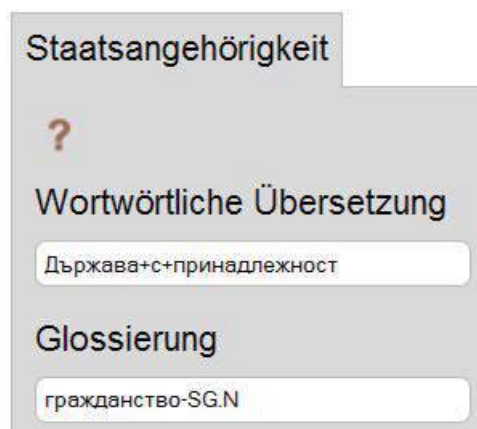 Staatsangehörigkeit
?
Wortwörtliche Übersetzung
Държава+с+принадлежност
Glossierung
гражданство-SG.N